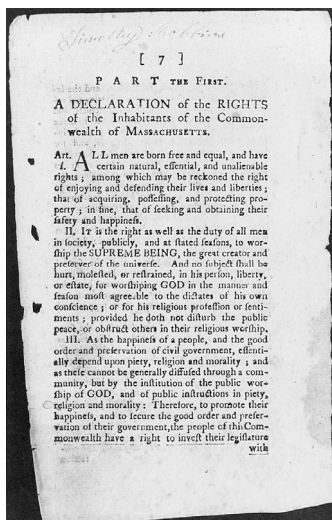 Timothy Robbins
[ 7 ]
PART THE FIRST.
A DECLARATION of the RIGHTS
of the Inhabitants of the Common-
wealth of MASSACHUSETTS.
Art. ALL men are born free and equal, and have
I. certain natural, eſſential, and unalienable
rights ; among which may be reckoned the right
of enjoying and defending their lives and liberties ;
that of acquiring, poſſeſſing, and protecting pro-
perty ; in fine, that of ſeeking and obtaining their
ſafety and happineſs.
II. IT is the right as well as the duty of all men
in ſociety, publicly, and at ſtated ſeaſons, to wor-
ſhip the SUPREME BEING, the great creator and
preſerver of the univerſe. And no ſubject ſhall be
hurt, moleſted, or reſtrained, in his perſon, liberty,
or eſtate, for worſhiping GOD in the manner and
ſeaſon moſt agreeable to the dictates of his own
conſcience ; or for his religious profeſſion or ſenti-
ments ; provided he doth not diſturb the public
peace, or obſtruct others in their religious worſhip.
III. As the happineſs of a people, and the good
order and preſervation of civil government, eſſenti-
ally depend upon piety, religion and morality ; and
as theſe cannot be generally diffuſed through a com-
munity, but by the inſtitution of the public wor-
ſhip of GOD, and of public inſtructions in piety,
religion and morality : Therefore, to promote their
happineſs, and to ſecure the good order and preſer-
vation of their government, the people of this Com-
monwealth have a right to inveſt their legiſlature
with